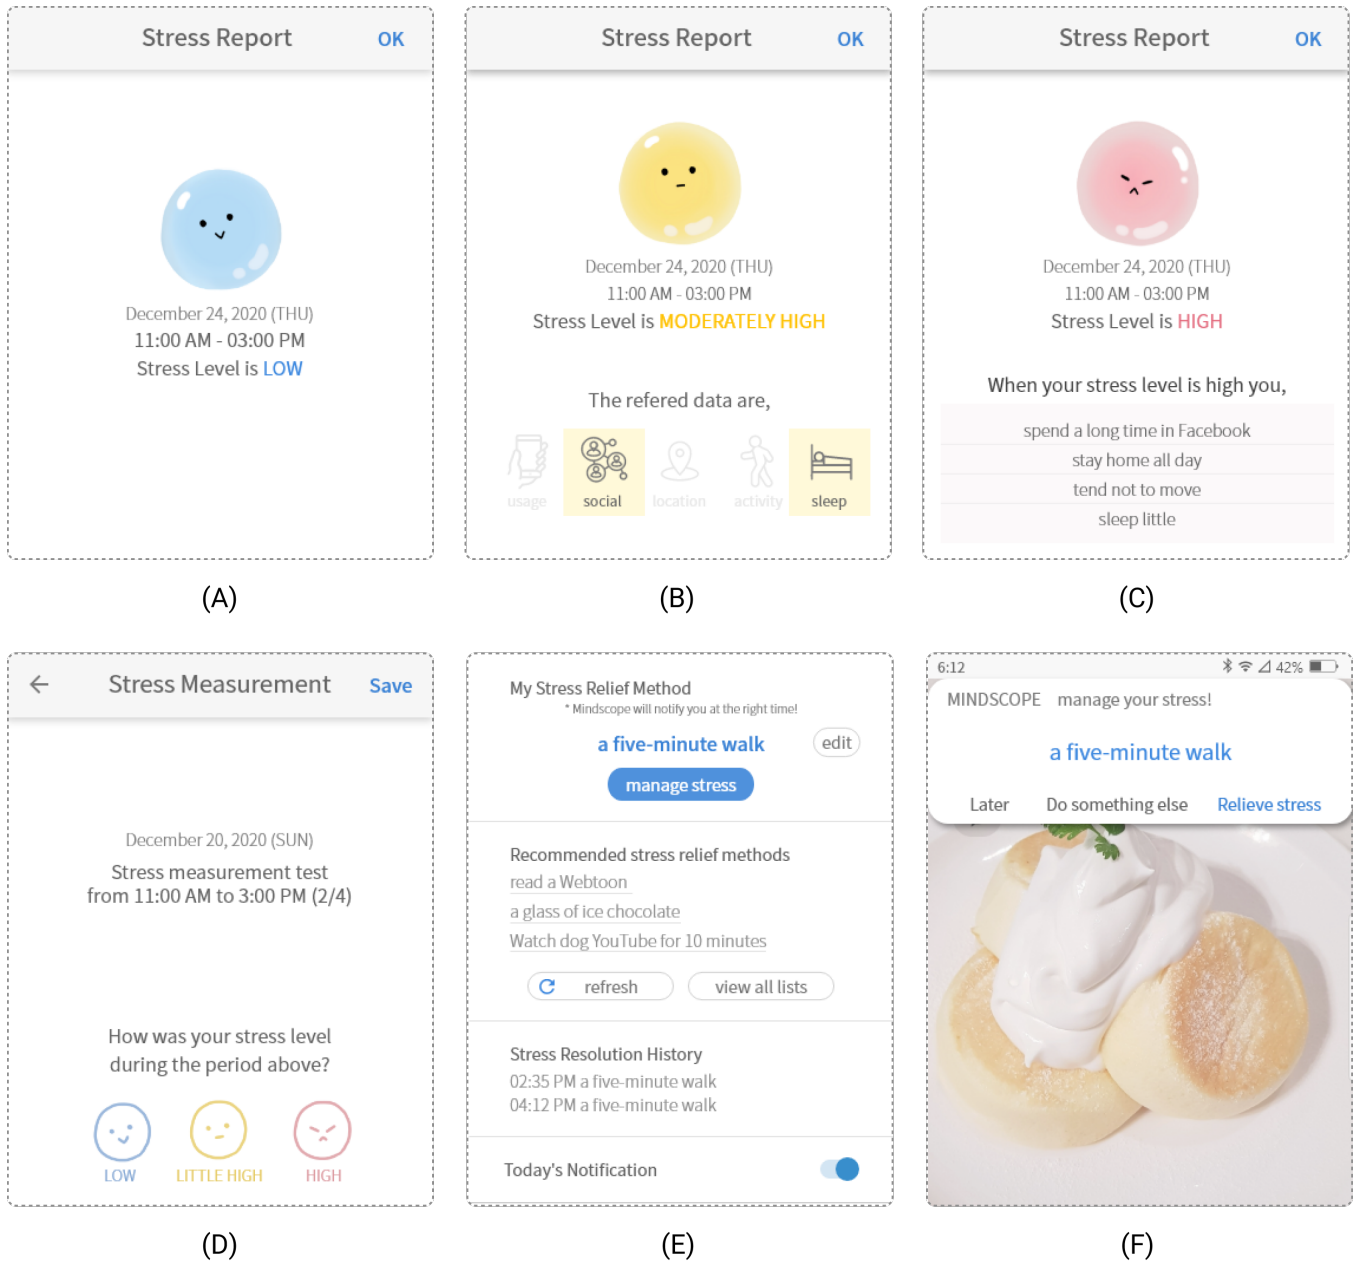 Stress Report OK
December 24, 2020 (THU)
11:00 AM - 03:00 PM
Stress Level is LOW
(A)
Stress Report OK
December 24, 2020 (THU)
11:00 AM - 03:00 PM
Stress Level is MODERATELY HIGH
The refered data are,
usage social location activity sleep
(B)
Stress Report OK
December 24, 2020 (THU)
11:00 AM - 03:00 PM
Stress Level is HIGH
When your stress level is high you,
spend a long time in Facebook
stay home all day
tend not to move
sleep little
(C)
Stress Measurement Save
December 20, 2020 (SUN)
Stress measurement test
from 11:00 AM to 3:00 PM (2/4)
How was your stress level
during the period above?
LOW LITTLE HIGH HIGH
(D)
My Stress Relief Method
* Mindscope will notify you at the right time!
a five-minute walk edit
manage stress
Recommended stress relief methods
read a Webtoon
a glass of ice chocolate
Watch dog YouTube for 10 minutes
refresh view all lists
Stress Resolution History
02:35 PM a five-minute walk
04:12 PM a five-minute walk
Today's Notification
(E)
6:12 42%
MINDSCOPE manage your stress!
a five-minute walk
Later Do something else Relieve stress
(F)